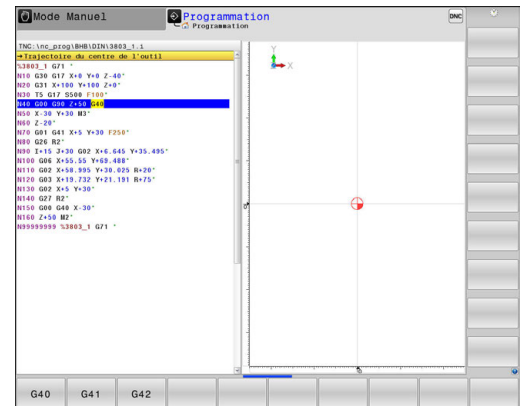 Mode Manuel
Programmation
Programmation
DNC
TNC:\nc_prog\BHB\DIN\3803_1.i
→Trajectoire du centre de l'outil
%3803_1 G71 *
N10 G30 G17 X+0 Y+0 Z-40*
N20 G31 X+100 Y+100 Z+0*
N30 T5 G17 S500 F100*
N40 G00 G90 Z+50 G40
N50 X-30 Y+30 M3*
N60 Z-20*
N70 G01 G41 X+5 Y+30 F250*
N80 G26 R2*
N90 I+15 J+30 G02 X+6.645 Y+35.495*
N100 G06 X+55.55 Y+69.488*
N110 G02 X+58.995 Y+30.025 R+20*
N120 G03 X+19.732 Y+21.191 R+75*
N130 G02 X+5 Y+30*
N140 G27 R2*
N150 G00 G40 X-30*
N160 Z+50 M2*
N99999999 %3803_1 G71 *
Y
X
0
0
G40
G41
G42